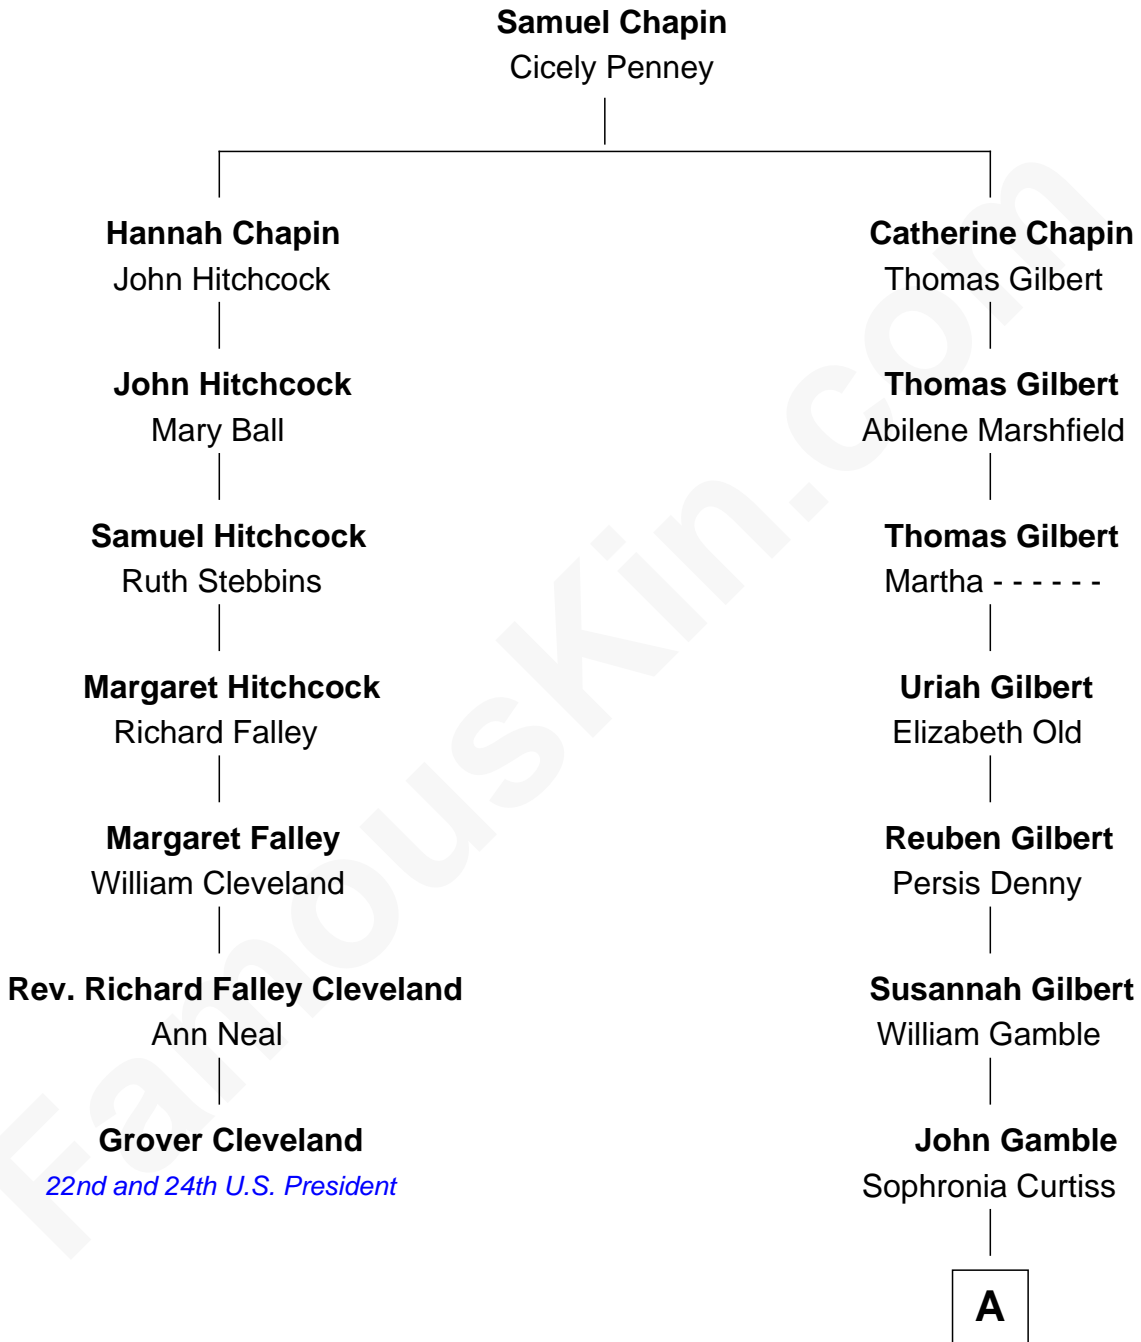 Samuel Chapin
Cicely Penney
Hannah Chapin
John Hitchcock
Catherine Chapin
Thomas Gilbert
John Hitchcock
Mary Ball
Thomas Gilbert
Abilene Marshfield
Samuel Hitchcock
Ruth Stebbins
Thomas Gilbert
Martha - - - - - -
Margaret Hitchcock
Richard Falley
Uriah Gilbert
Elizabeth Old
Margaret Falley
William Cleveland
Reuben Gilbert
Persis Denny
Rev. Richard Falley Cleveland
Ann Neal
Susannah Gilbert
William Gamble
Grover Cleveland
22nd and 24th U.S. President
John Gamble
Sophronia Curtiss
A
FamousKin.com